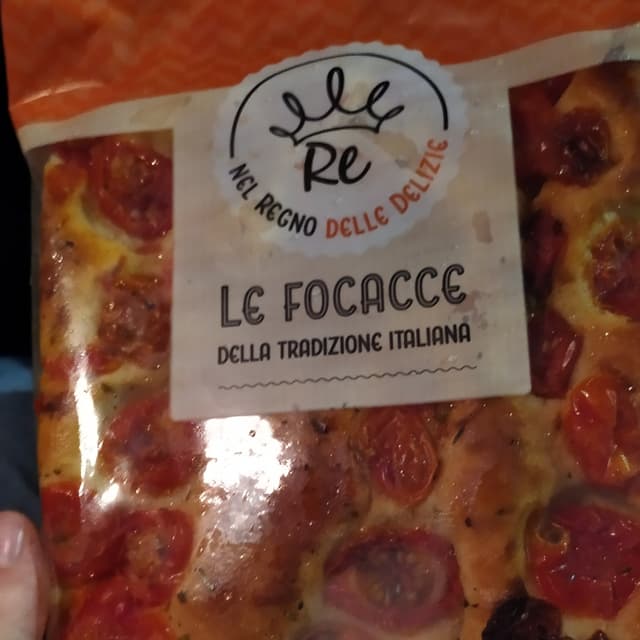 Re
NEL REGNO DELLE DELIZIE
LE FOCACCE
DELLA TRADIZIONE ITALIANA